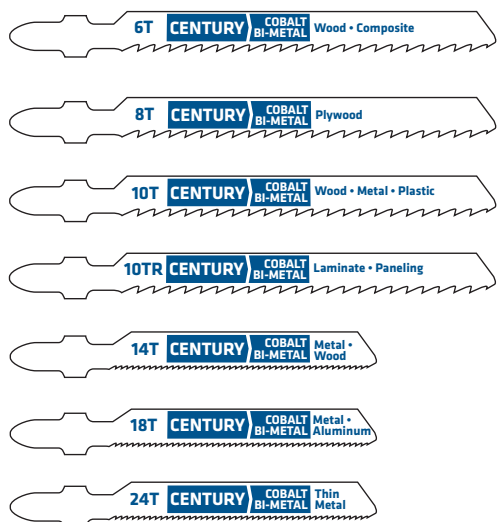 6T CENTURY COBALT BI-METAL Wood • Composite
8T CENTURY COBALT BI-METAL Plywood
10T CENTURY COBALT BI-METAL Wood • Metal • Plastic
10TR CENTURY COBALT BI-METAL Laminate • Paneling
14T CENTURY COBALT BI-METAL Metal • Wood
18T CENTURY COBALT BI-METAL Metal • Aluminum
24T CENTURY COBALT BI-METAL Thin Metal